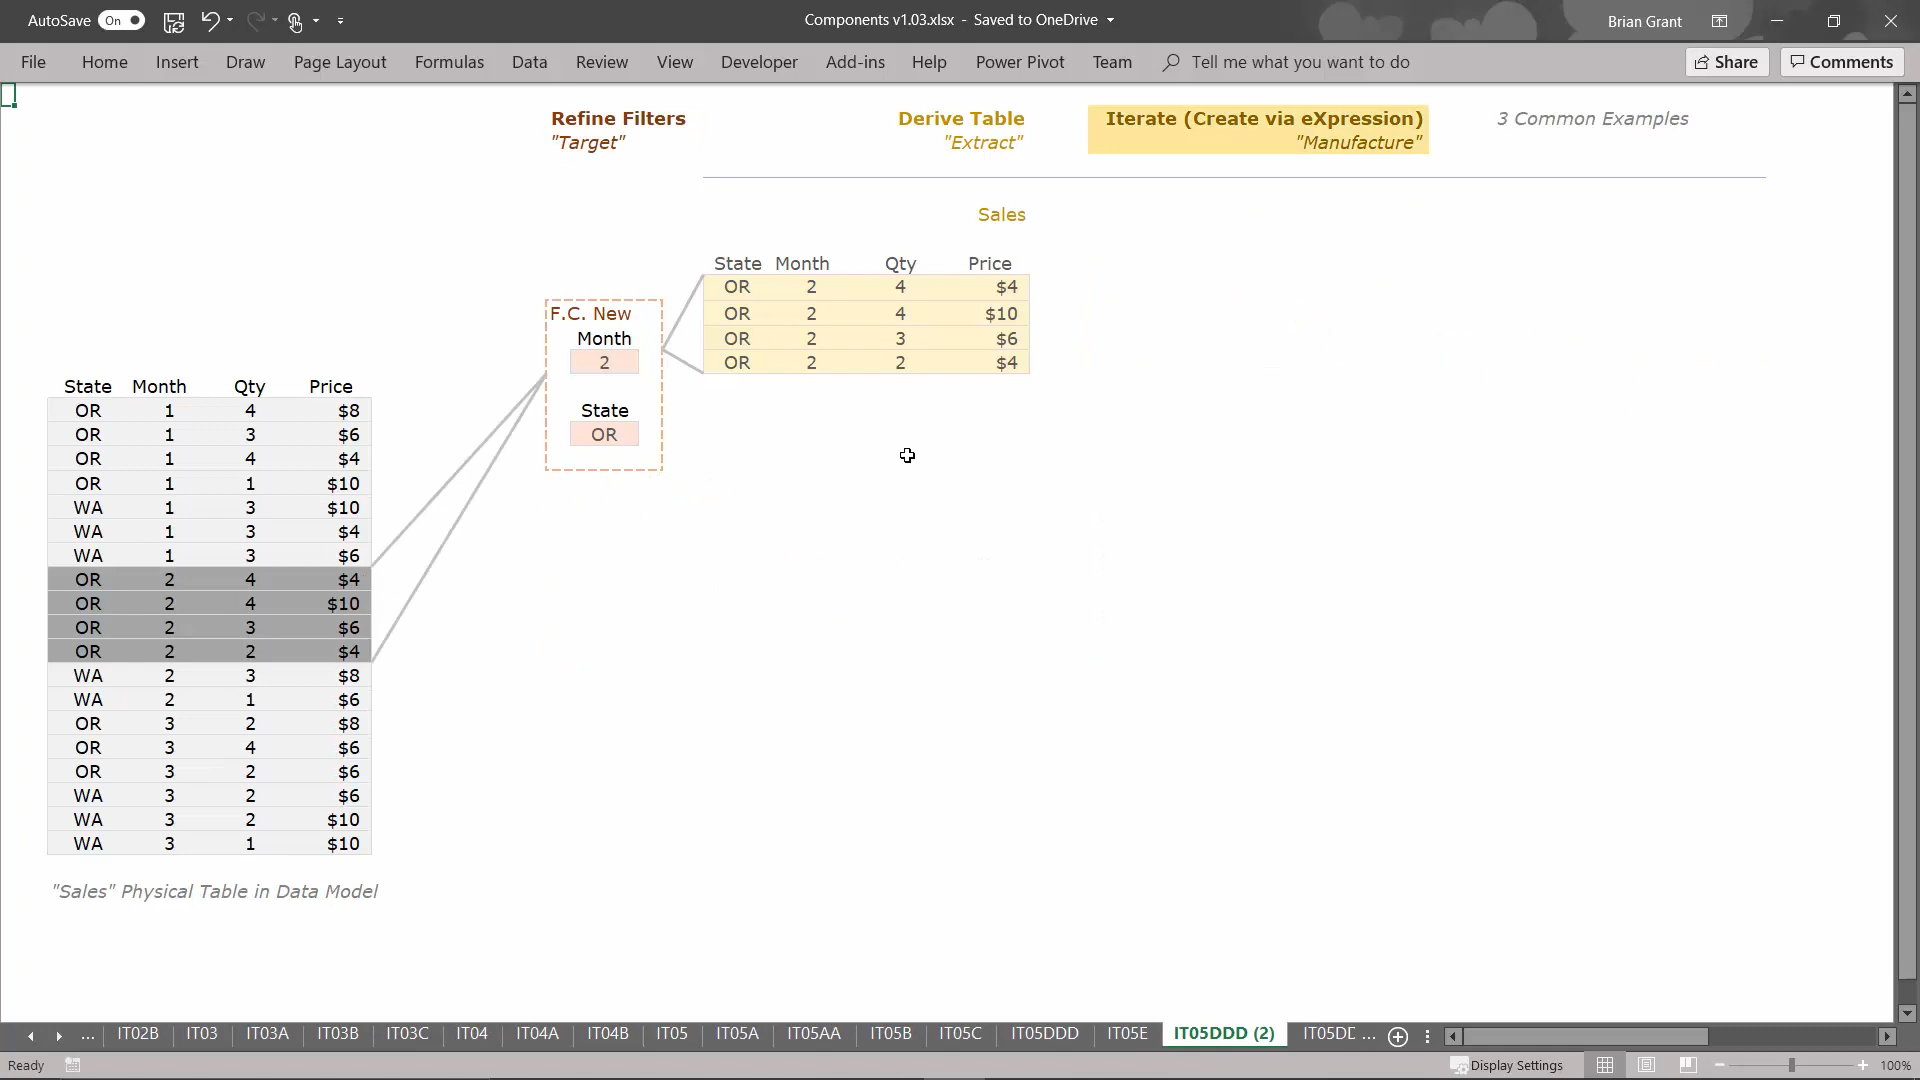 AutoSave On Components v1.03.xlsx - Saved to OneDrive Brian Grant
File Home Insert Draw Page Layout Formulas Data Review View Developer Add-ins Help Power Pivot Team Tell me what you want to do Share Comments
Refine Filters
"Target"
Derive Table
"Extract"
Iterate (Create via eXpression)
"Manufacture"
3 Common Examples
Sales
State Month Qty Price
OR 2 4 $4
OR 2 4 $10
OR 2 3 $6
OR 2 2 $4
F.C. New
Month
2
State
OR
State Month Qty Price
OR 1 4 $8
OR 1 3 $6
OR 1 4 $4
OR 1 1 $10
WA 1 3 $10
WA 1 3 $4
WA 1 3 $6
OR 2 4 $4
OR 2 4 $10
OR 2 3 $6
OR 2 2 $4
WA 2 3 $8
WA 2 1 $6
OR 3 2 $8
OR 3 4 $6
OR 3 2 $6
WA 3 2 $6
WA 3 2 $10
WA 3 1 $10
"Sales" Physical Table in Data Model
... IT02B IT03 IT03A IT03B IT03C IT04 IT04A IT04B IT05 IT05A IT05AA IT05B IT05C IT05DDD IT05E IT05DDD (2) IT05DD ...
Ready Display Settings 100%